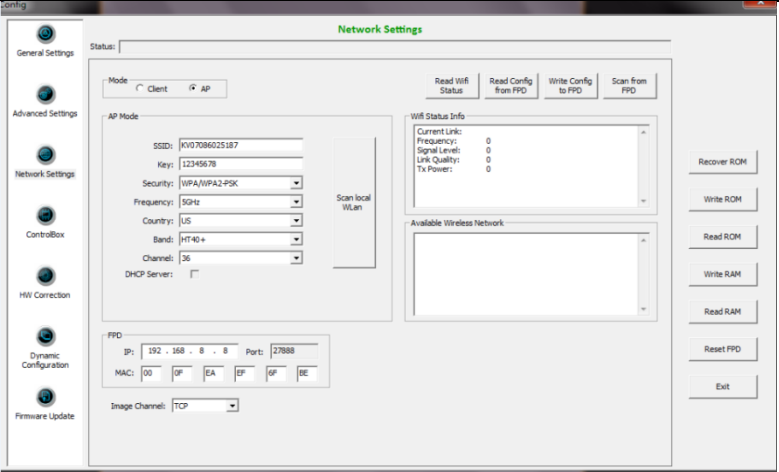 Config
Network Settings
Status:
General Settings
Advanced Settings
Network Settings
ControlBox
HW Correction
Dynamic
Configuration
Firmware Update
Mode
Client
AP
Read Wifi
Status
Read Config
from FPD
Write Config
to FPD
Scan from
FPD
AP Mode
SSID: KV07086025187
Key: 12345678
Security: WPA/WPA2-PSK
Frequency: 5GHz
Country: US
Band: HT40+
Channel: 36
DHCP Server:
Scan local
WLan
Wifi Status Info
Current Link:
Frequency: 0
Signal Level: 0
Link Quality: 0
Tx Power: 0
Available Wireless Network
FPD
IP: 192 . 168 . 8 . 8 Port: 27888
MAC: 00 0F EA EF 6F BE
Image Channel: TCP
Recover ROM
Write ROM
Read ROM
Write RAM
Read RAM
Reset FPD
Exit